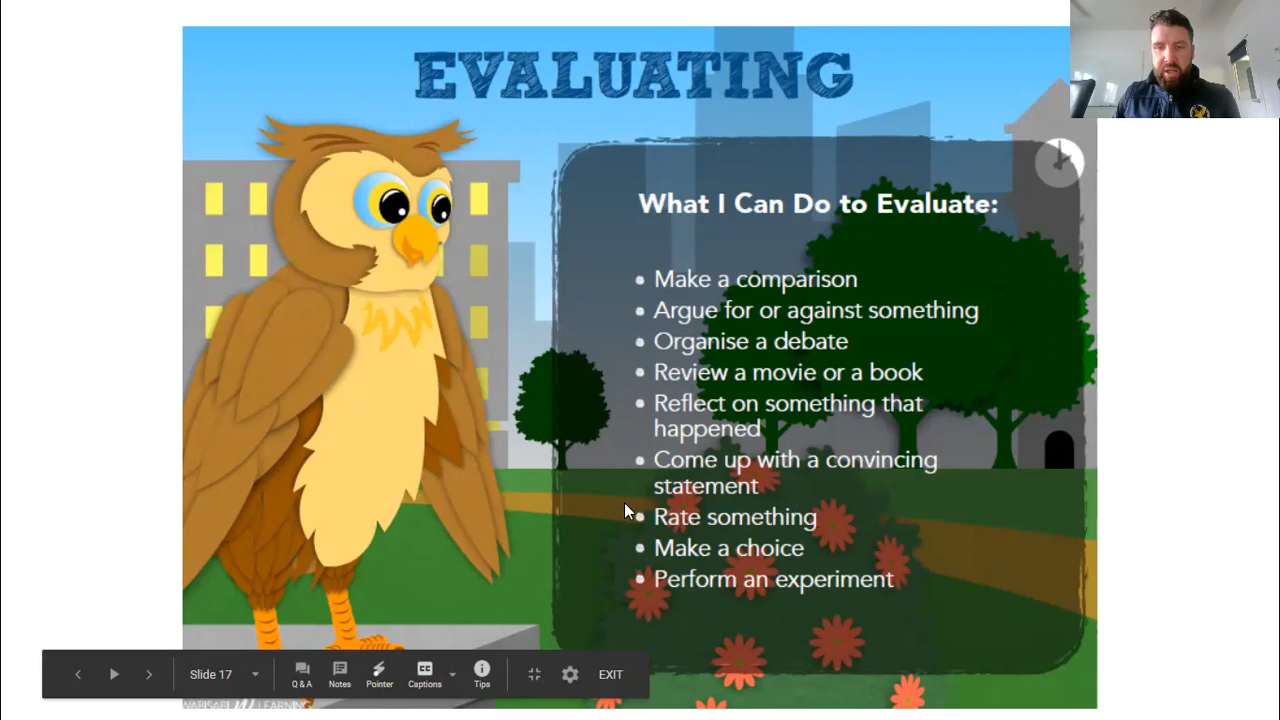 EVALUATING
What I Can Do to Evaluate:
• Make a comparison
• Argue for or against something
• Organise a debate
• Review a movie or a book
• Reflect on something that
happened
• Come up with a convincing
statement
• Rate something
• Make a choice
• Perform an experiment
Slide 17
Q & A
Notes
Pointer
Captions
Tips
EXIT
LEARNING